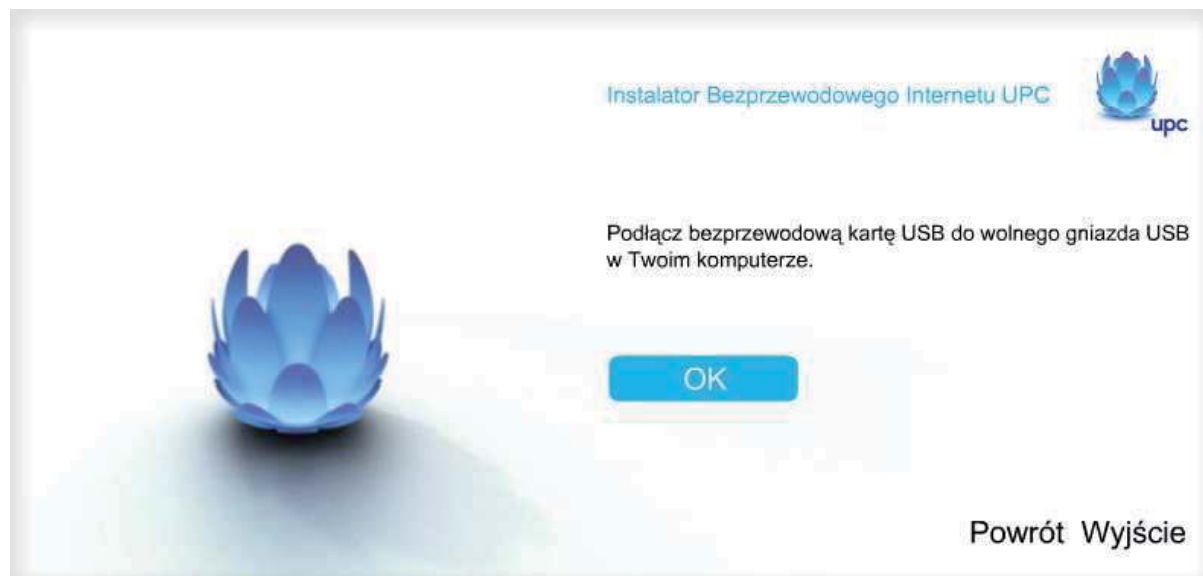 Instalator Bezprzewodowego Internetu UPC
upc
Podłącz bezprzewodową kartę USB do wolnego gniazda USB
w Twoim komputerze.
OK
Powrót Wyjście